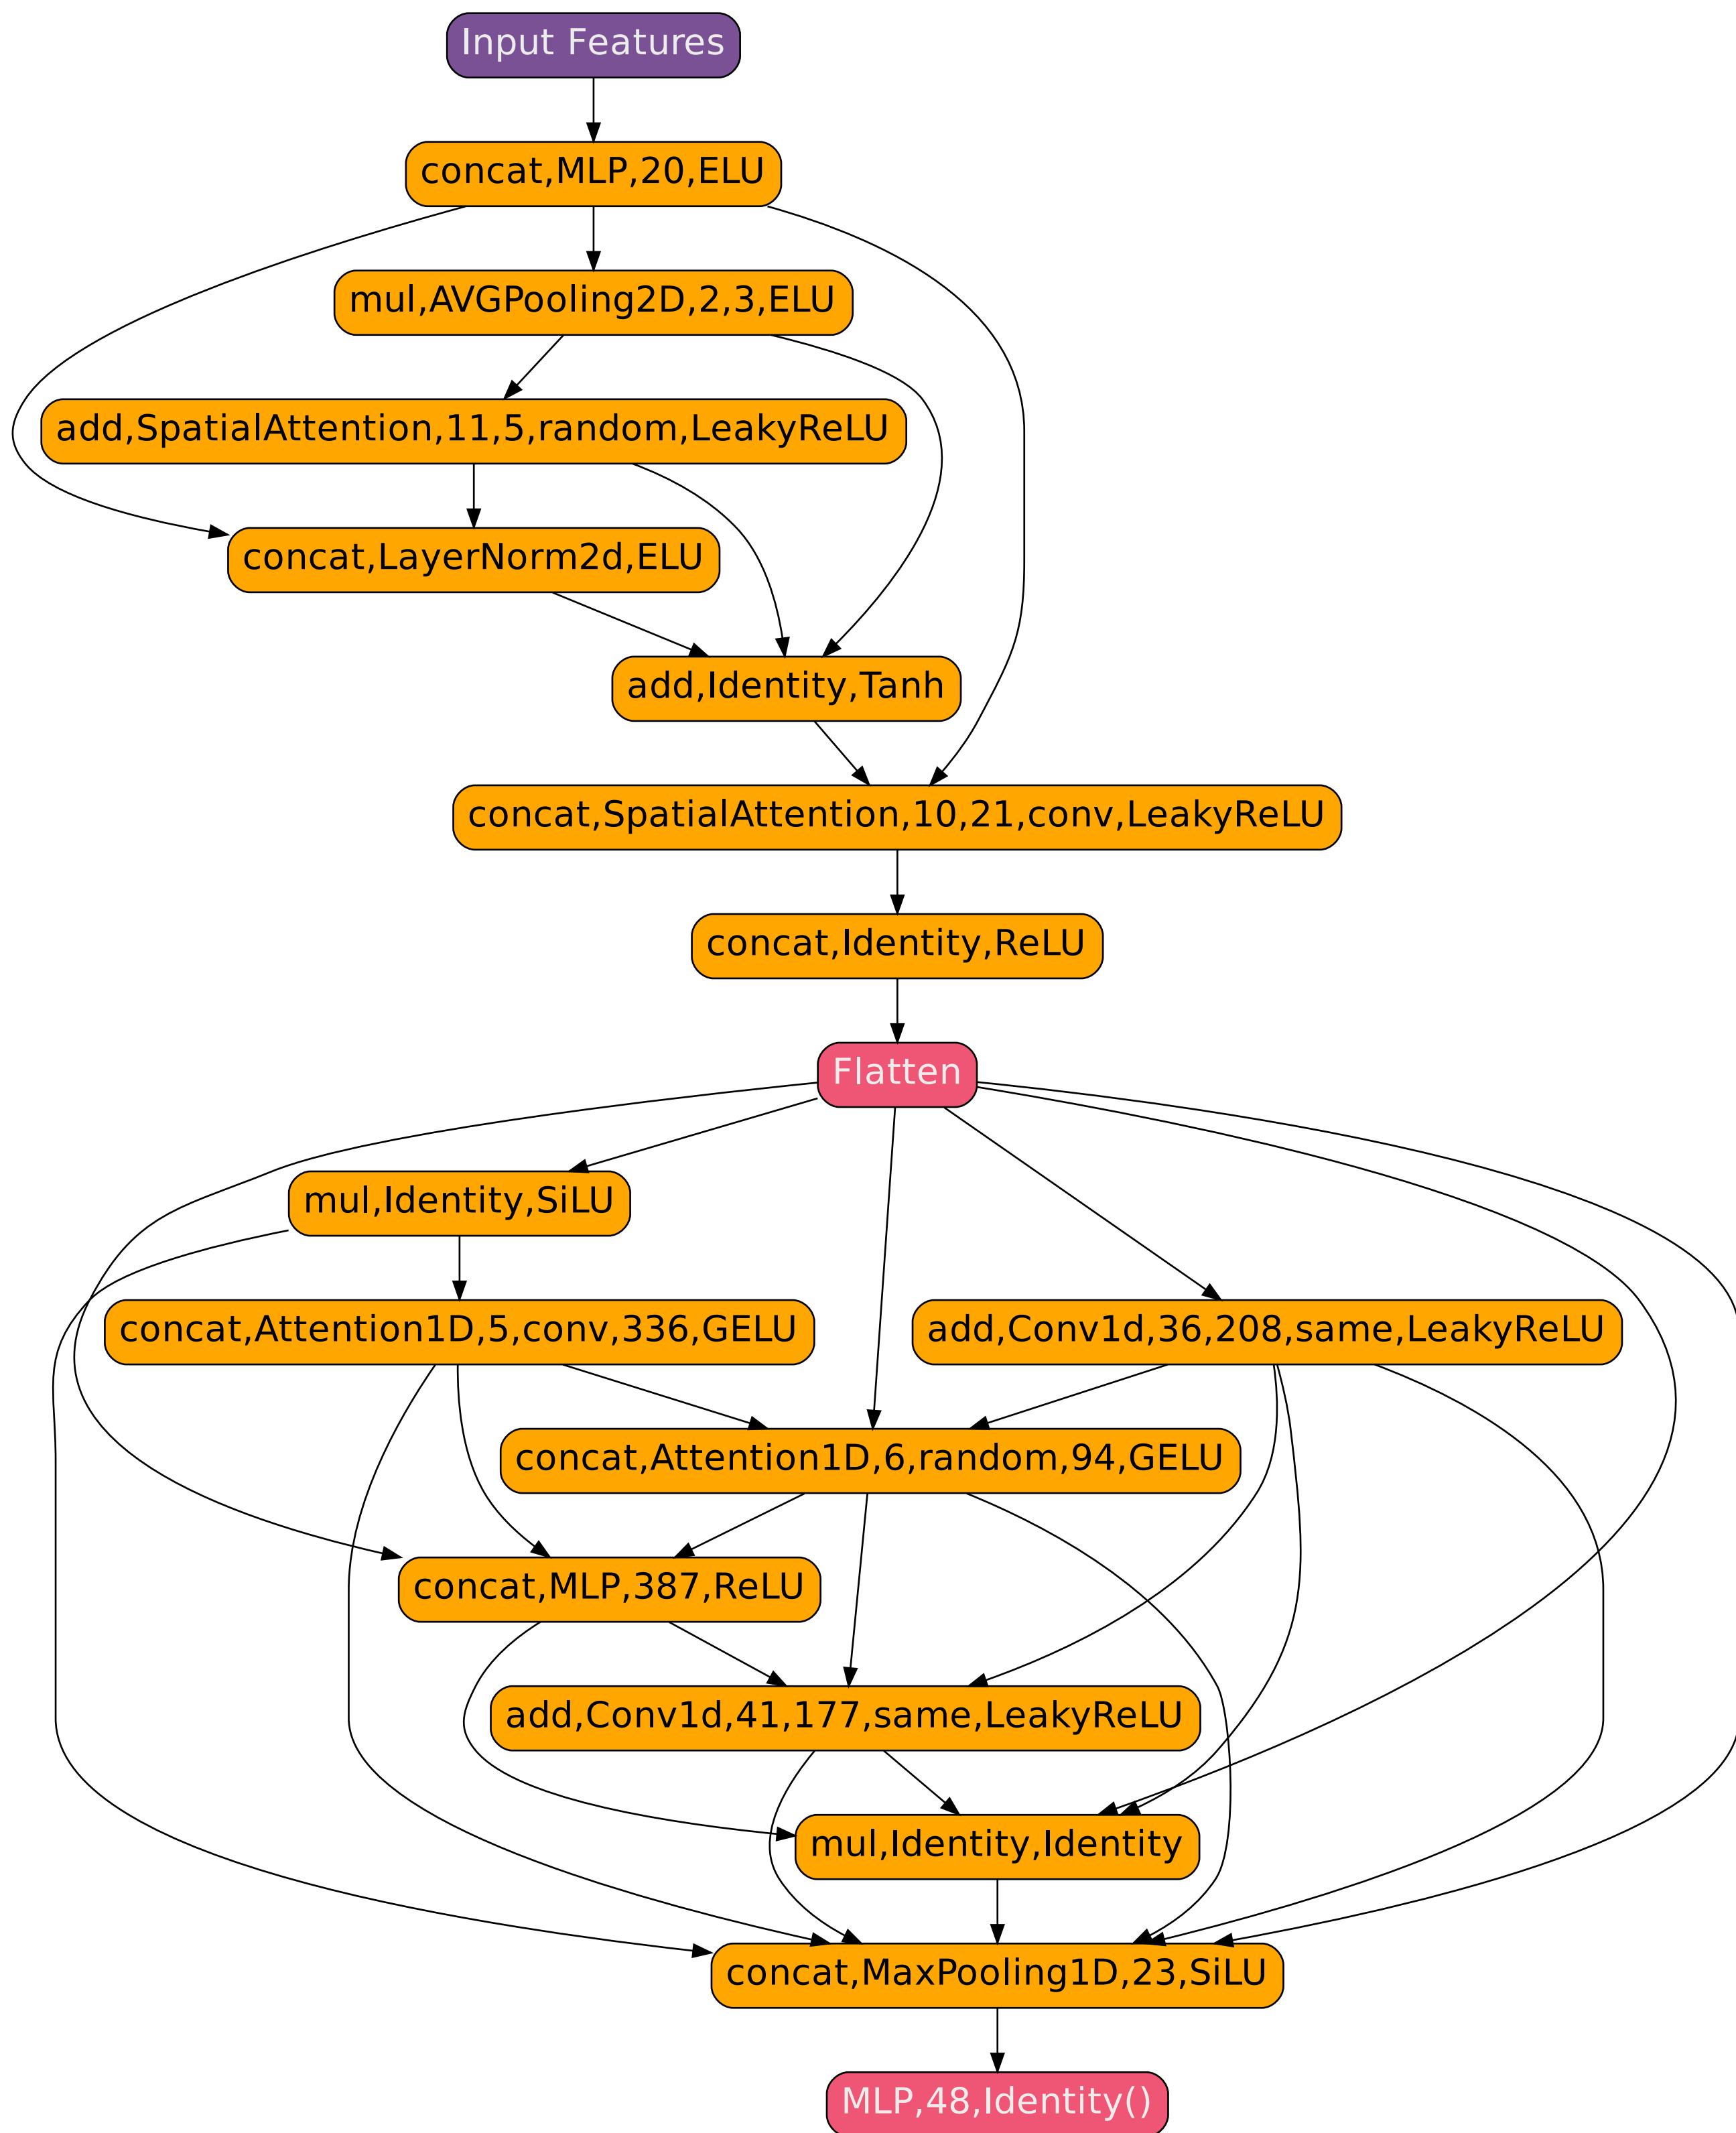 Input Features
concat,MLP,20,ELU
mul,AVGPooling2D,2,3,ELU
add,SpatialAttention,11,5,random,LeakyReLU
concat,LayerNorm2d,ELU
add,Identity,Tanh
concat,SpatialAttention,10,21,conv,LeakyReLU
concat,Identity,ReLU
Flatten
mul,Identity,SiLU
concat,Attention1D,5,conv,336,GELU
add,Conv1d,36,208,same,LeakyReLU
concat,Attention1D,6,random,94,GELU
concat,MLP,387,ReLU
add,Conv1d,41,177,same,LeakyReLU
mul,Identity,Identity
concat,MaxPooling1D,23,SiLU
MLP,48,Identity()